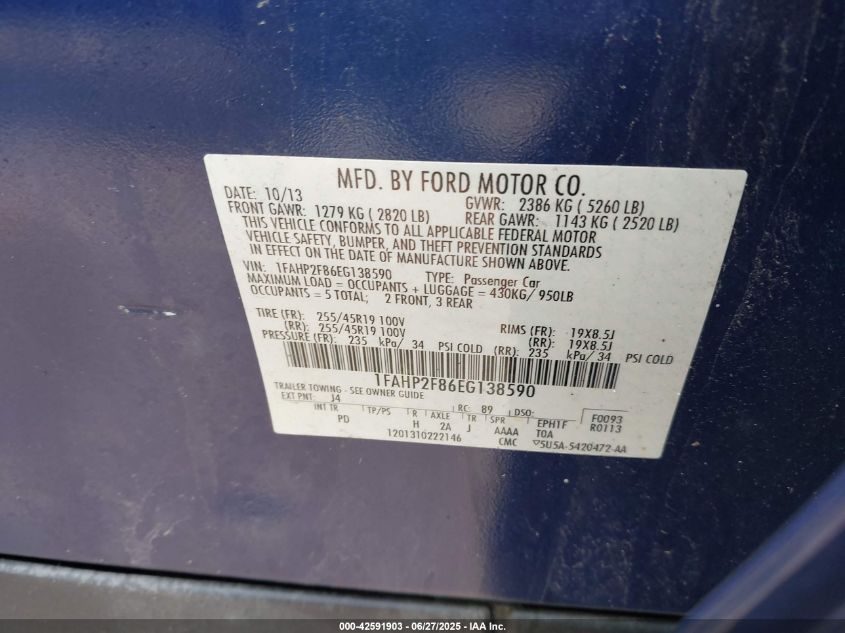 MFD. BY FORD MOTOR CO.
DATE: 10/13 GVWR: 2386 KG ( 5260 LB)
FRONT GAWR: 1279 KG ( 2820 LB) REAR GAWR: 1143 KG ( 2520 LB)
THIS VEHICLE CONFORMS TO ALL APPLICABLE FEDERAL MOTOR
VEHICLE SAFETY, BUMPER, AND THEFT PREVENTION STANDARDS
IN EFFECT ON THE DATE OF MANUFACTURE SHOWN ABOVE.
VIN: 1FAHP2F86EG138590 TYPE: Passenger Car
MAXIMUM LOAD = OCCUPANTS + LUGGAGE = 430KG/ 950LB
OCCUPANTS = 5 TOTAL; 2 FRONT, 3 REAR
TIRE (FR): 255/45R19 100V RIMS (FR): 19X8.5J
(RR): 255/45R19 100V (RR): 19X8.5J
PRESSURE (FR): 235 kPa/ 34 PSI COLD (RR): 235 kPa/ 34 PSI COLD
1FAHP2F86EG138590
TRAILER TOWING - SEE OWNER GUIDE
EXT PNT: J4 RC: 89 DSO: F0093
INT TR TP/PS R AXLE TR SPR EPH1F R0113
PD H 2A J AAAA TOA
1201310222146 CMC ▽5U5A-5420472-AA
000-42591903 - 06/27/2025 - IAA, Inc.